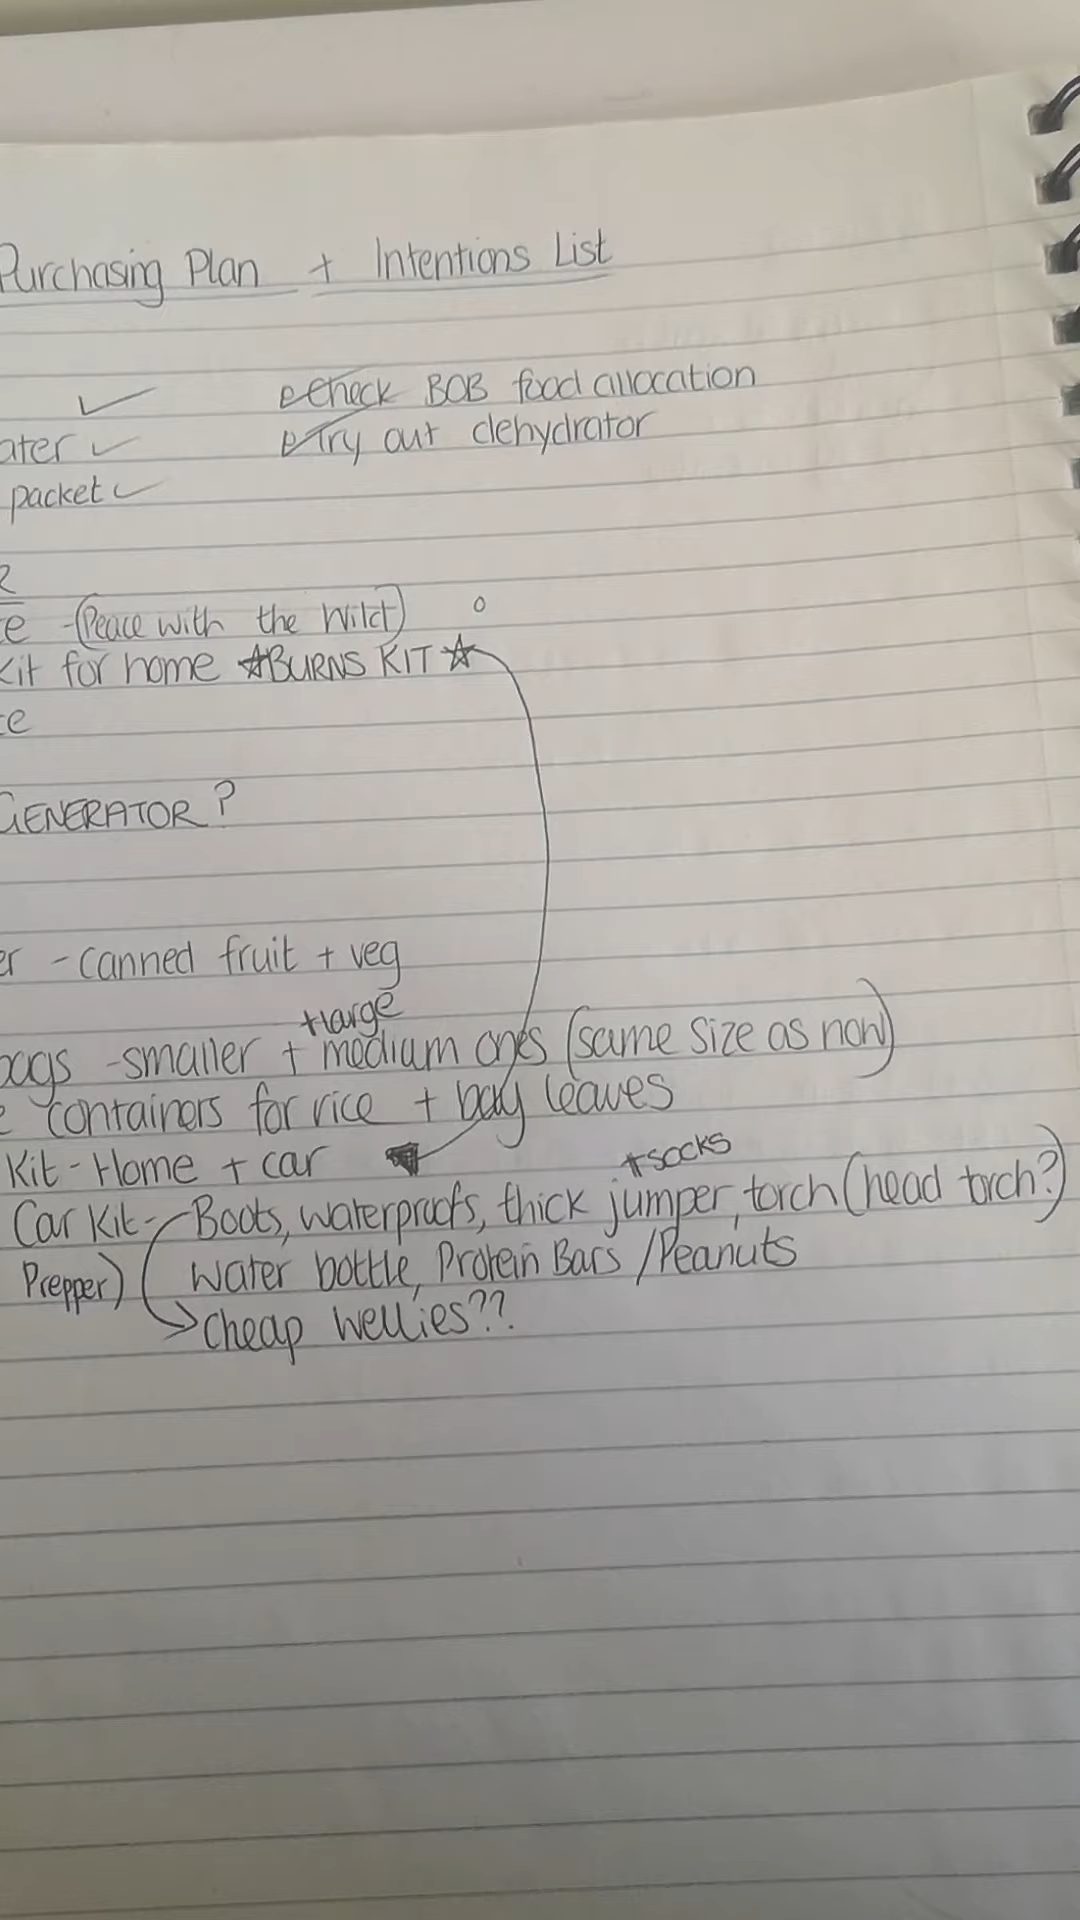 Purchasing Plan + Intentions List
✓ Check BOB food allocation
ater ✓ Try out dehydrator
packet ✓
e - (Peace with the Wild)
Kit for home ☆BURNS KIT☆
GENERATOR?
er - canned fruit + veg
+large
bags - smaller + medium ones (same size as now)
containers for rice + bay leaves
Kit - Home + car
+socks
Car Kit - Boots, waterproofs, thick jumper, torch (head torch?)
Prepper) ( Water bottle, Protein Bars / Peanuts
→ cheap wellies??